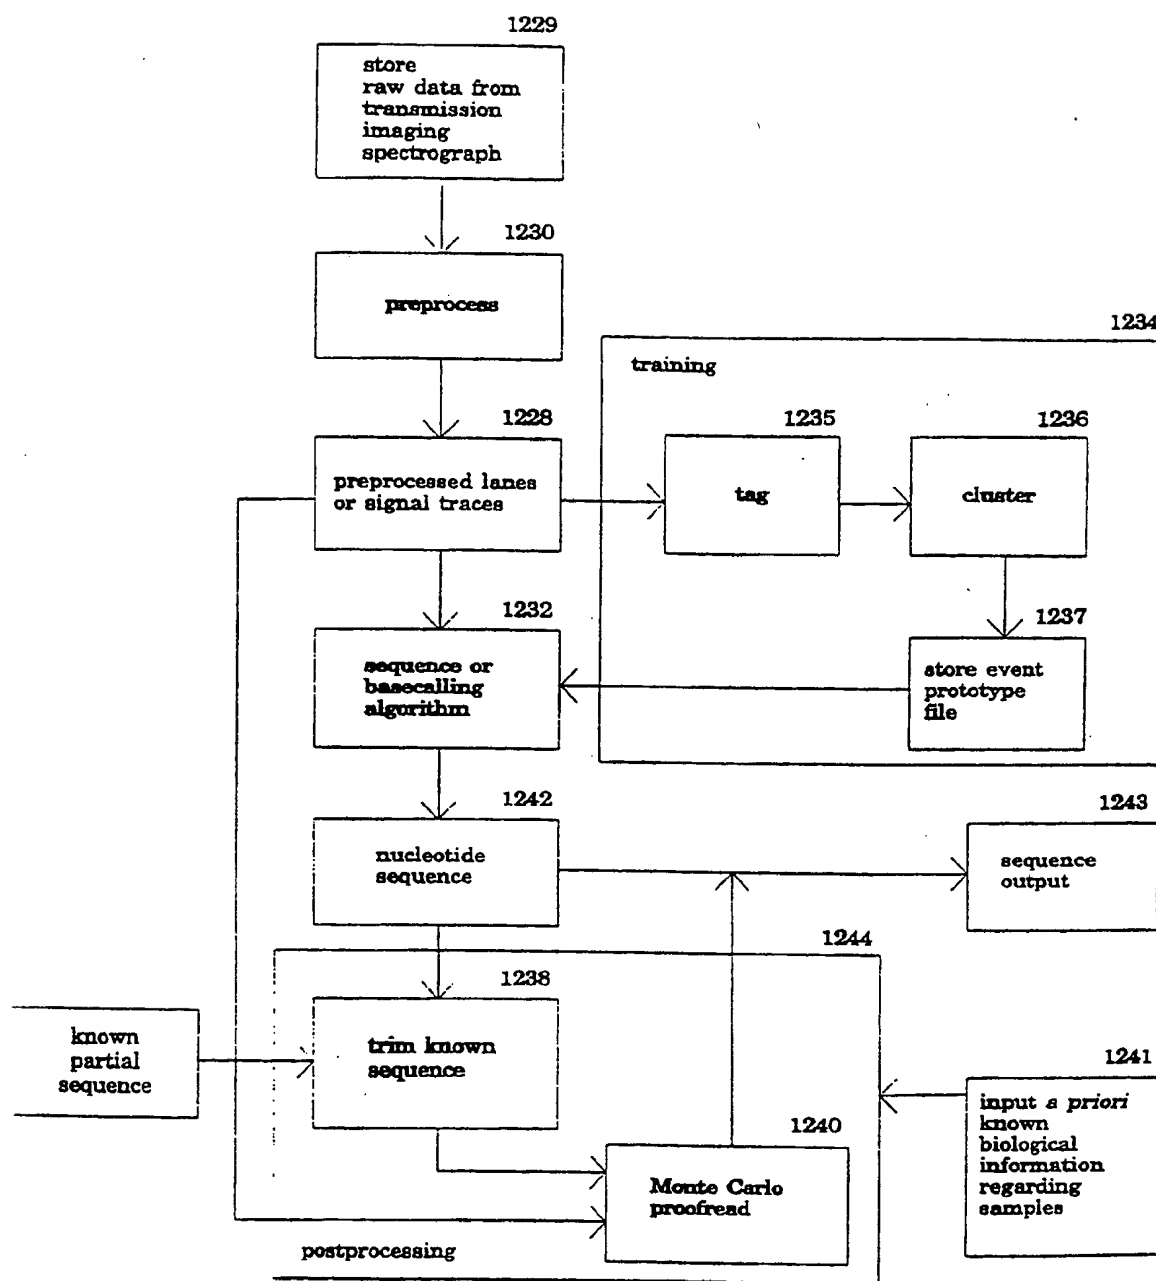 1229
store
raw data from
transmission
imaging
spectrograph
1230
preprocess
1234
training
1228
preprocessed lanes
or signal traces
1235
tag
1236
cluster
1232
sequence or
basecalling
algorithm
1237
store event
prototype
file
1242
nucleotide
sequence
1243
sequence
output
1244
1238
trim known
sequence
known
partial
sequence
1241
input a priori
known
biological
information
regarding
samples
1240
Monte Carlo
proofread
postprocessing